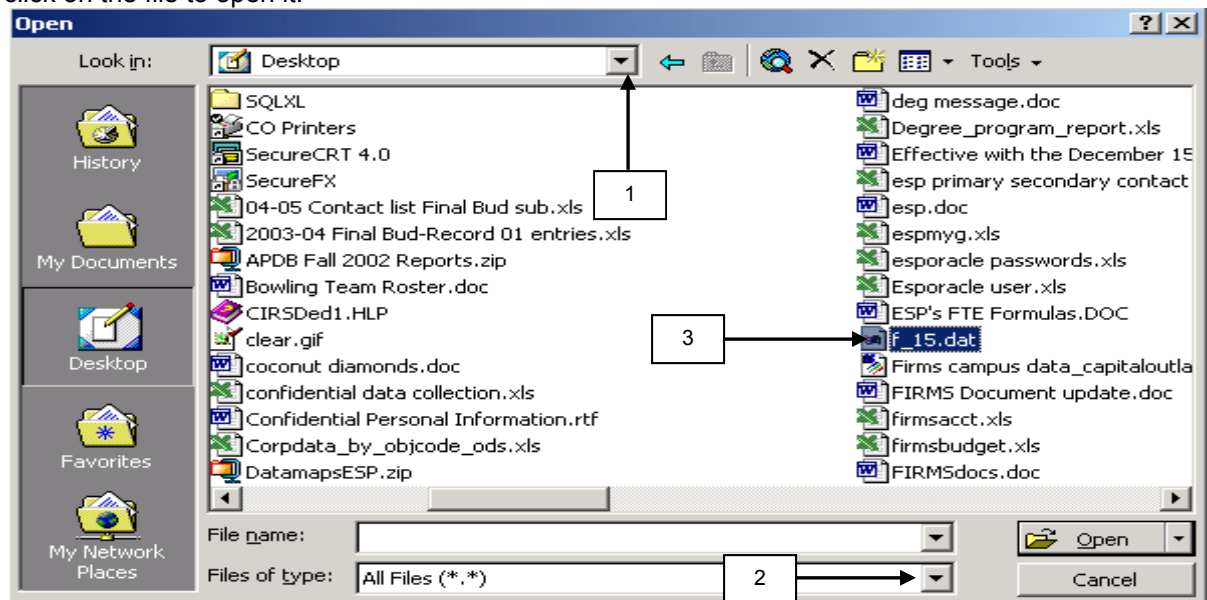 click on the file to open it.
Open
Look in:
Desktop
Tools
History
My Documents
Desktop
Favorites
My Network
Places
SQLXL
CO Printers
SecureCRT 4.0
SecureFX
04-05 Contact list Final Bud sub.xls
2003-04 Final Bud-Record 01 entries.xls
APDB Fall 2002 Reports.zip
Bowling Team Roster.doc
CIRSDed1.HLP
clear.gif
coconut diamonds.doc
confidential data collection.xls
Confidential Personal Information.rtf
Corpdata_by_objcode_ods.xls
DatamapsESP.zip
1
3
deg message.doc
Degree_program_report.xls
Effective with the December 15
esp primary secondary contact
esp.doc
espmyg.xls
esporacle passwords.xls
Esporacle user.xls
ESP's FTE Formulas.DOC
f_15.dat
Firms campus data_capitaloutla
FIRMS Document update.doc
firmsacct.xls
firmsbudget.xls
FIRMSdocs.doc
File name:
Open
Files of type:
All Files (*.*)
2
Cancel